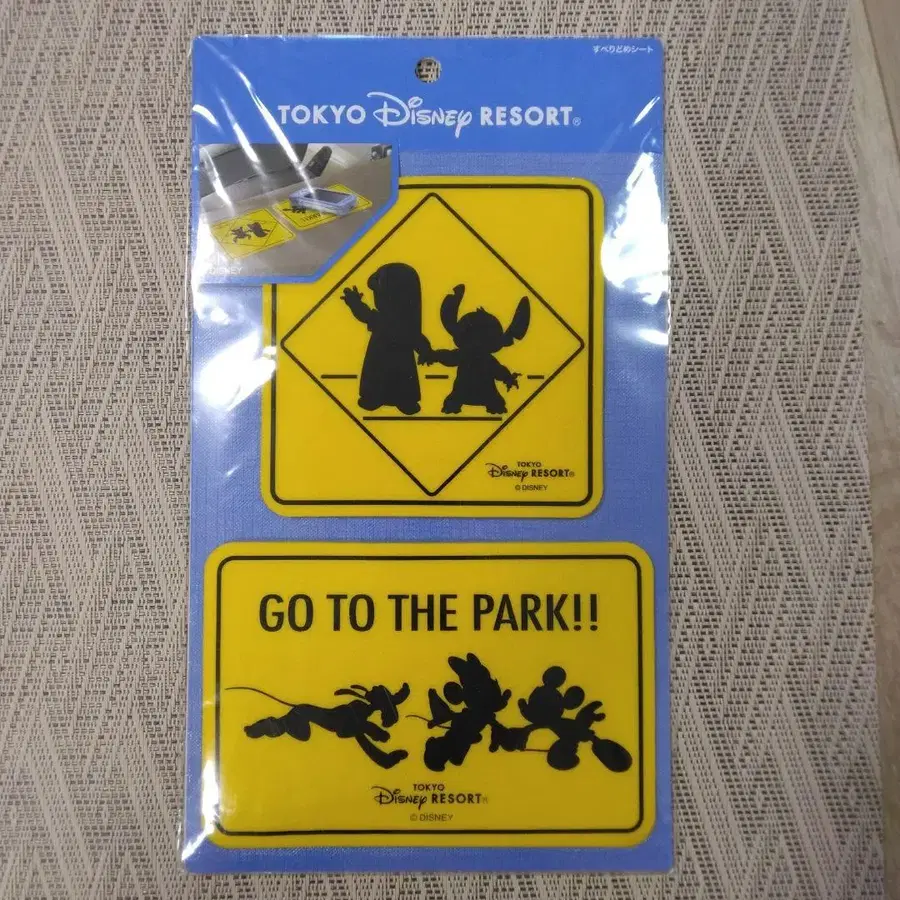 すべりどめシート
TOKYO Disney RESORT®
TOKYO
Disney RESORT®
© DISNEY
GO TO THE PARK!!
TOKYO
Disney RESORT®
© DISNEY